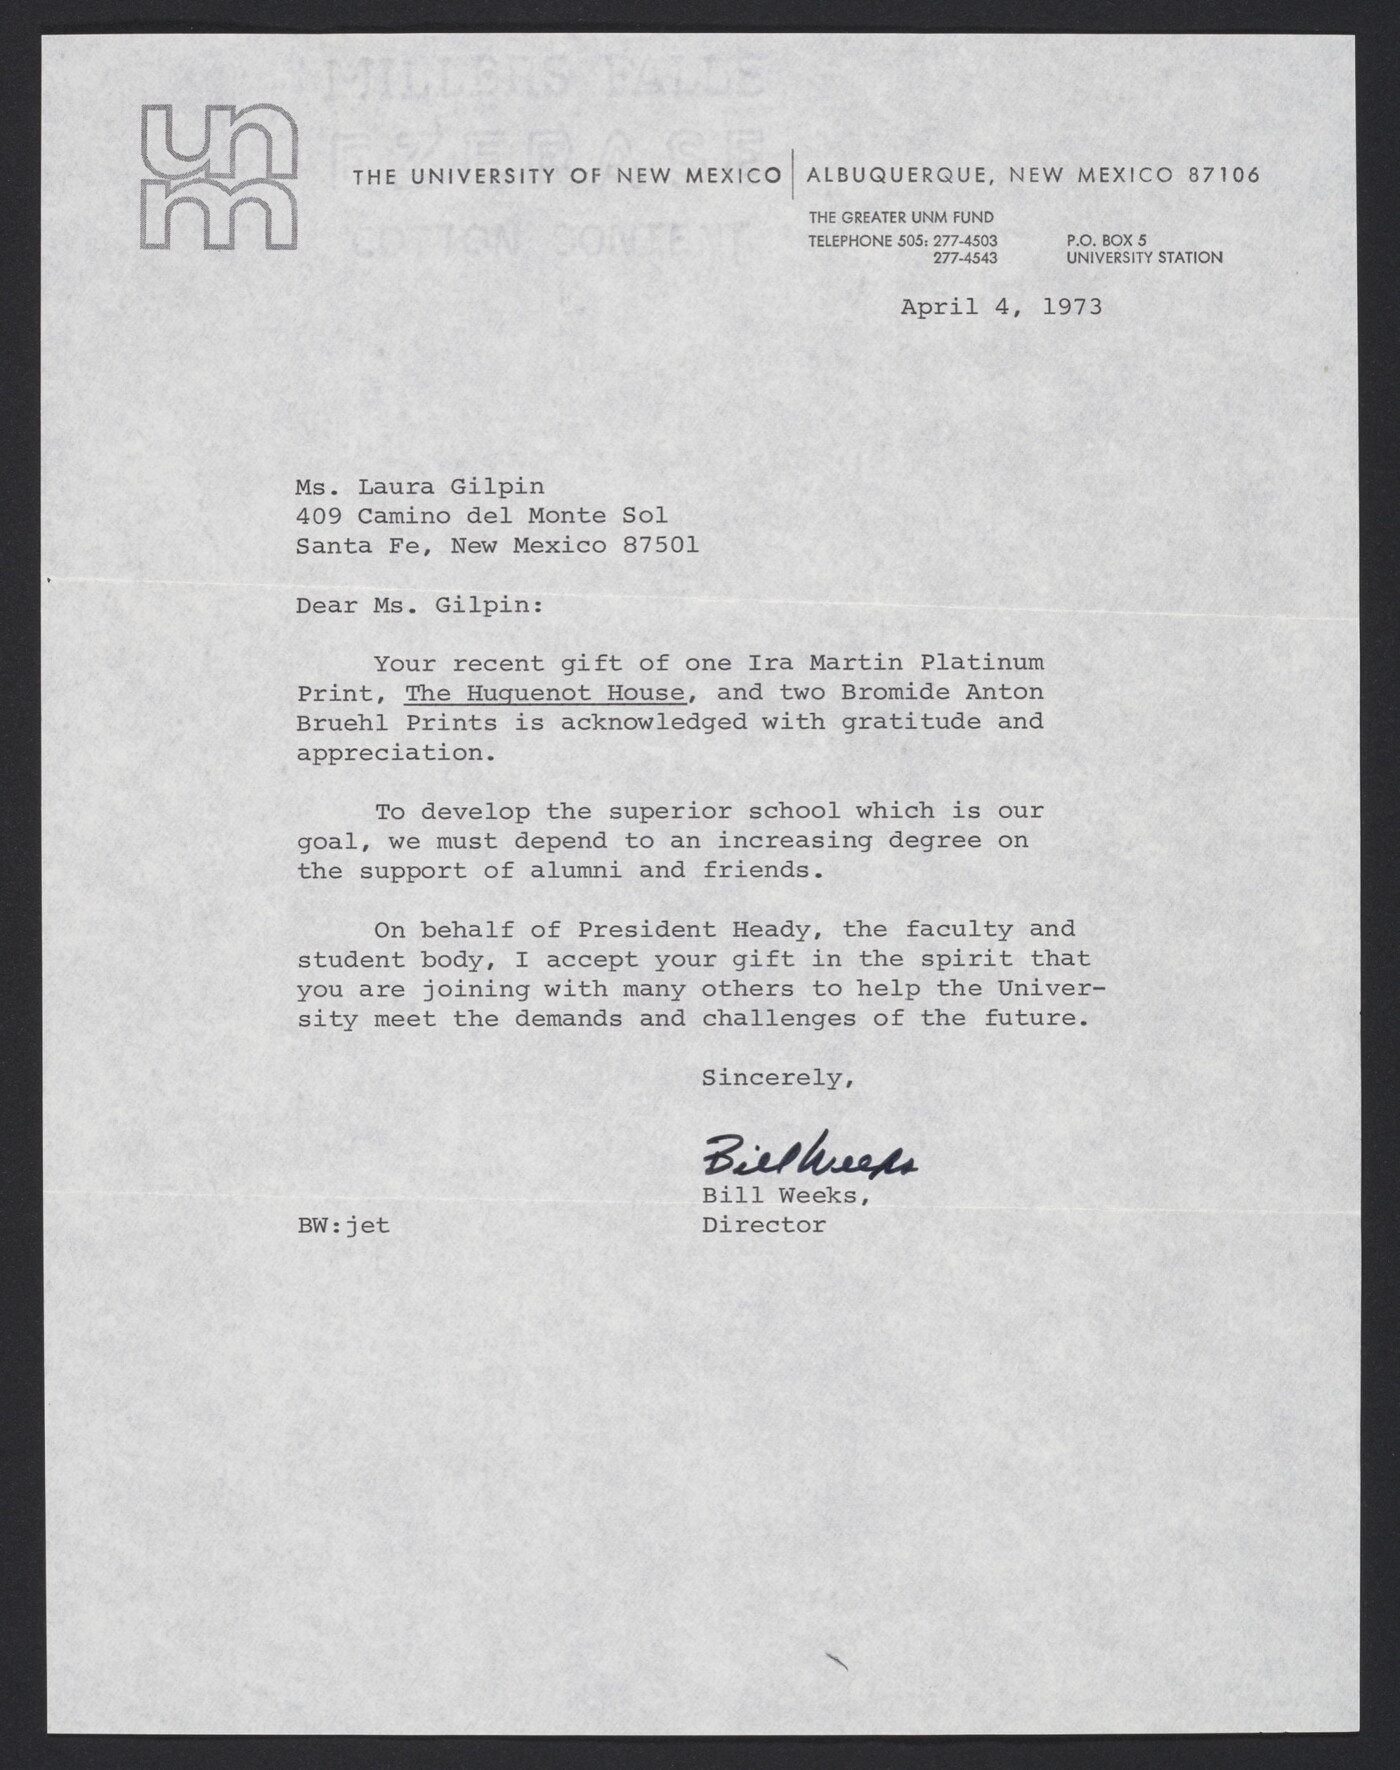 unm
MILLERS FALLS
EZERASE
COTTON CONTENT
THE UNIVERSITY OF NEW MEXICO | ALBUQUERQUE, NEW MEXICO 87106
THE GREATER UNM FUND
TELEPHONE 505: 277-4503
277-4543
P.O. BOX 5
UNIVERSITY STATION
April 4, 1973
Ms. Laura Gilpin
409 Camino del Monte Sol
Santa Fe, New Mexico 87501
Dear Ms. Gilpin:
Your recent gift of one Ira Martin Platinum
Print, The Huguenot House, and two Bromide Anton
Bruehl Prints is acknowledged with gratitude and
appreciation.
To develop the superior school which is our
goal, we must depend to an increasing degree on
the support of alumni and friends.
On behalf of President Heady, the faculty and
student body, I accept your gift in the spirit that
you are joining with many others to help the Univer-
sity meet the demands and challenges of the future.
Sincerely,
Bill Weeks
Bill Weeks,
Director
BW:jet